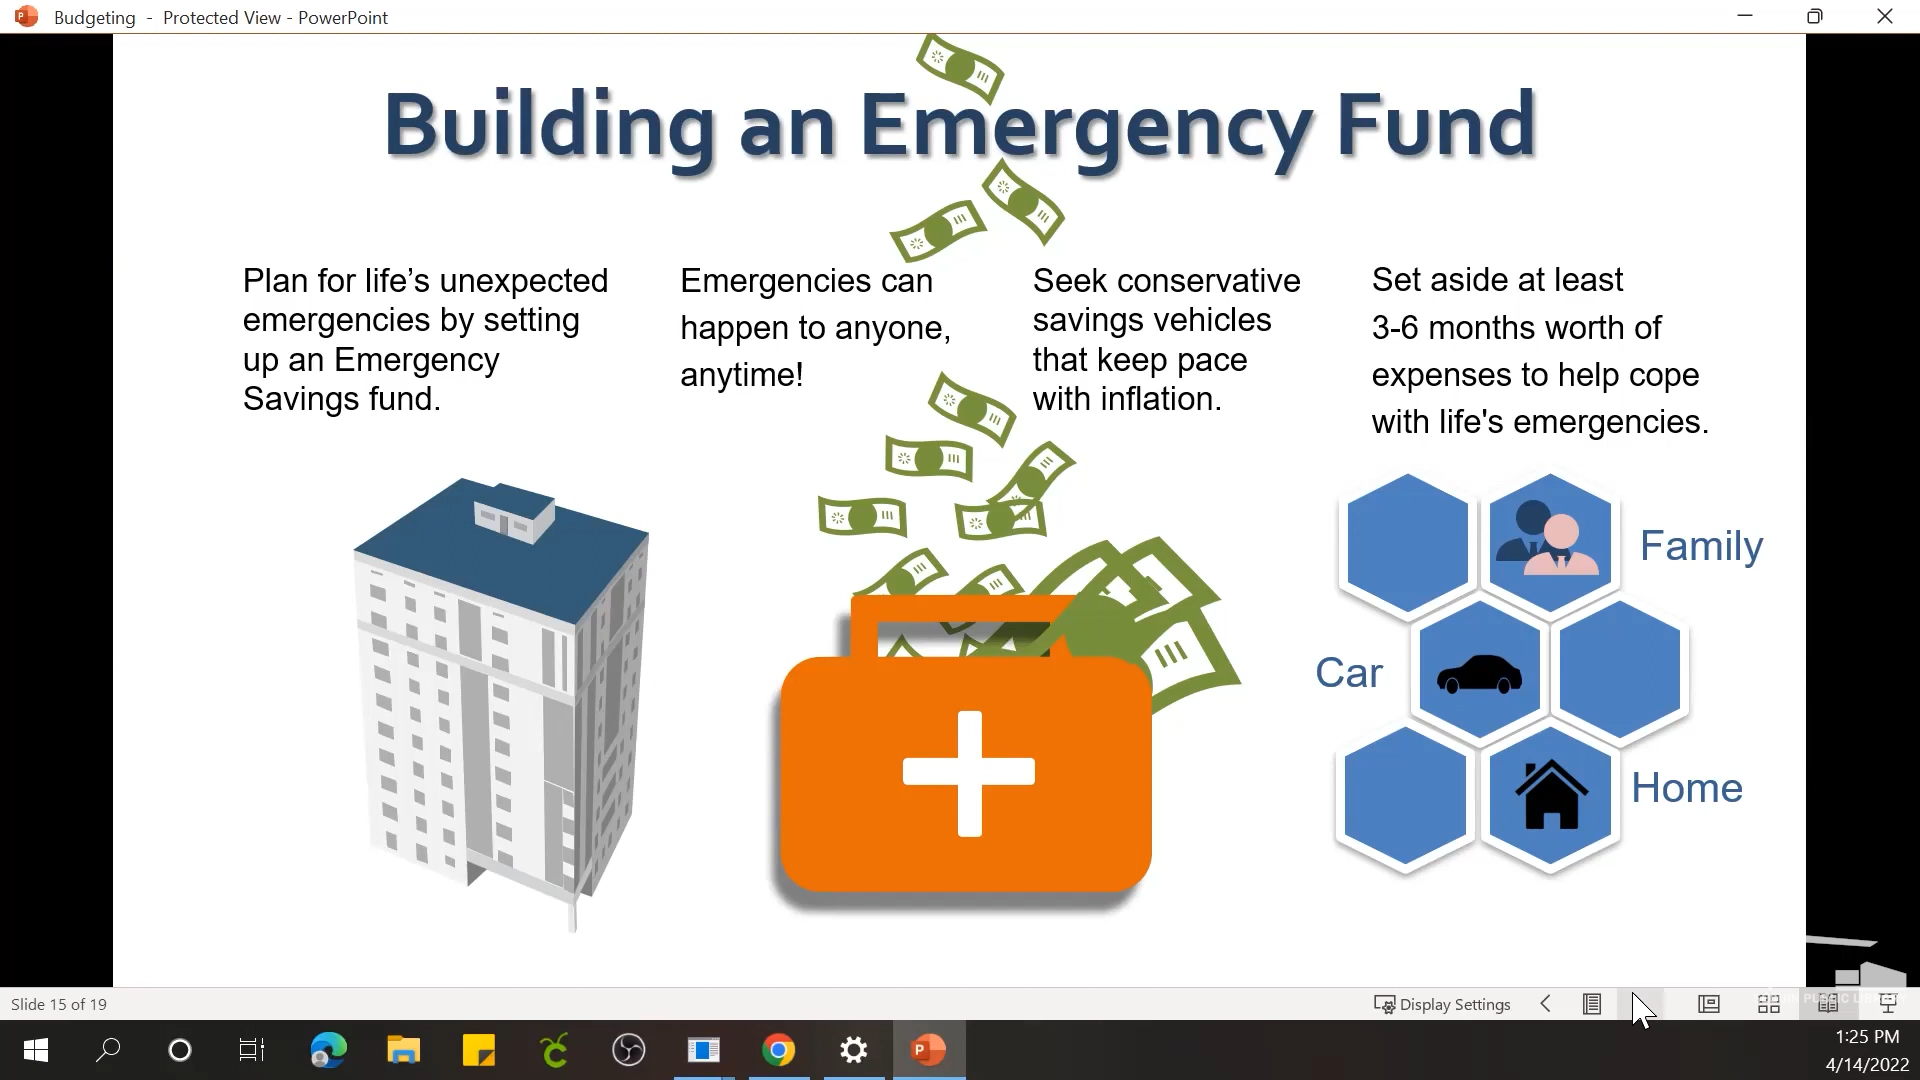 Budgeting - Protected View - PowerPoint
Building an Emergency Fund
Plan for life’s unexpected
emergencies by setting
up an Emergency
Savings fund.
Emergencies can
happen to anyone,
anytime!
Seek conservative
savings vehicles
that keep pace
with inflation.
Set aside at least
3-6 months worth of
expenses to help cope
with life's emergencies.
Family
Car
Home
Slide 15 of 19
Display Settings
PUBLIC
1:25 PM
4/14/2022